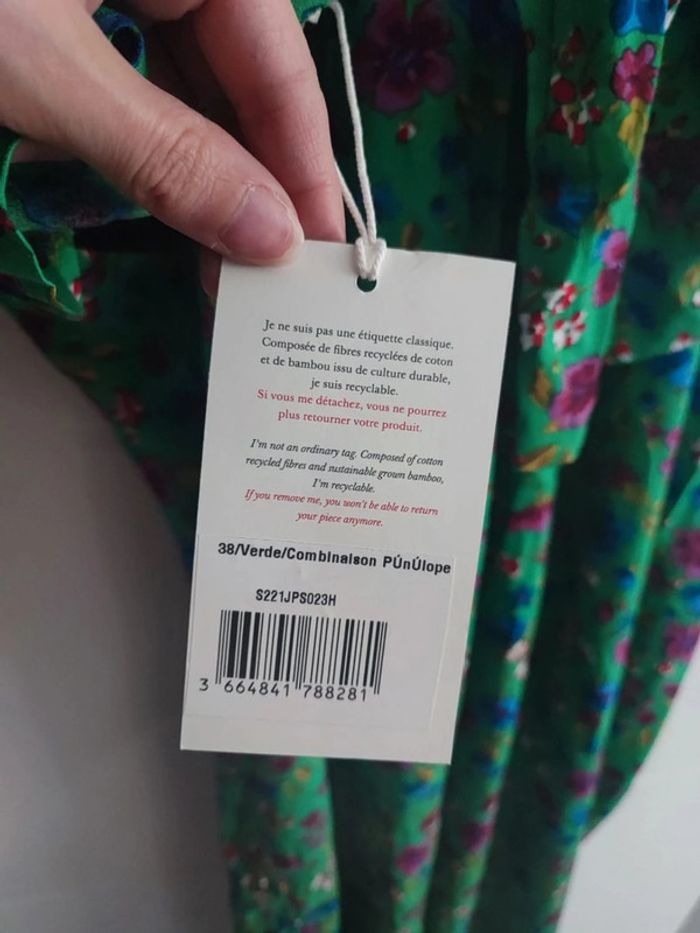 Je ne suis pas une étiquette classique.
Composée de fibres recyclées de coton
et de bambou issu de culture durable,
je suis recyclable.
Si vous me détachez, vous ne pourrez
plus retourner votre produit.
I'm not an ordinary tag. Composed of cotton
recycled fibres and sustainable grown bamboo,
I'm recyclable.
If you remove me, you won't be able to return
your piece anymore.
38/Verde/Combinaison PÚnÚlope
S221JPS023H
3 664841 788281